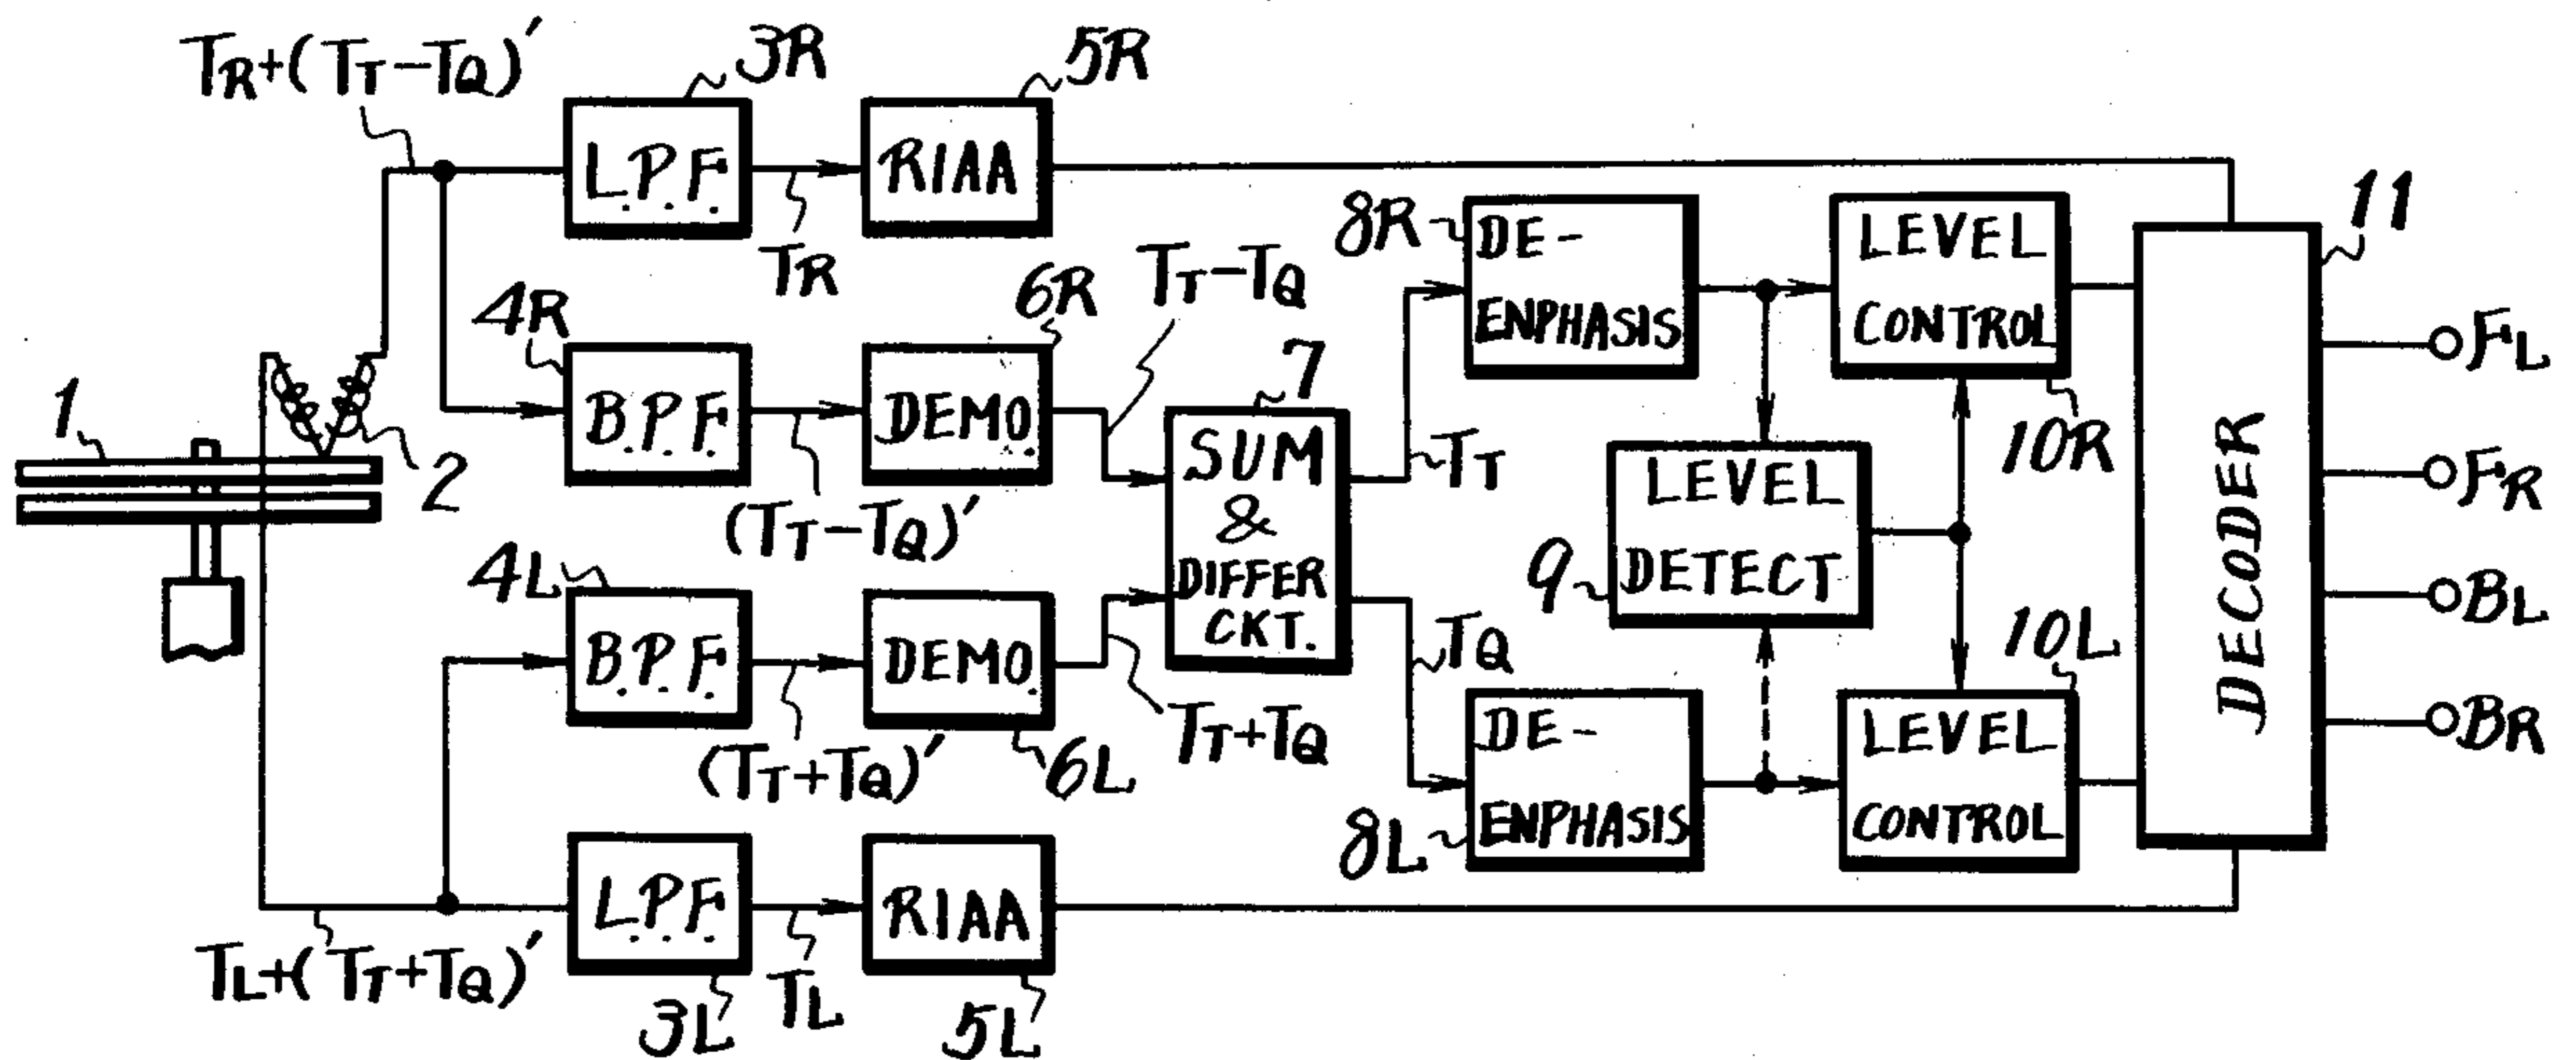 TR+(TT-TQ)'
3R
5R
L.P.F.
RIAA
TR
11
8R
DE-
ENPHASIS
LEVEL
CONTROL
10R
4R
6R
TT-TQ
B.P.F.
DEMO.
(TT-TQ)'
7
SUM
&
DIFFER
CKT.
TT
TQ
1
2
9
LEVEL
DETECT
DECODER
FL
FR
BL
BR
4L
B.P.F.
DEMO.
(TT+TQ)'
6L
TT+TQ
10L
8L
DE-
ENPHASIS
LEVEL
CONTROL
L.P.F.
RIAA
TL+(TT+TQ)'
3L
TL
5L